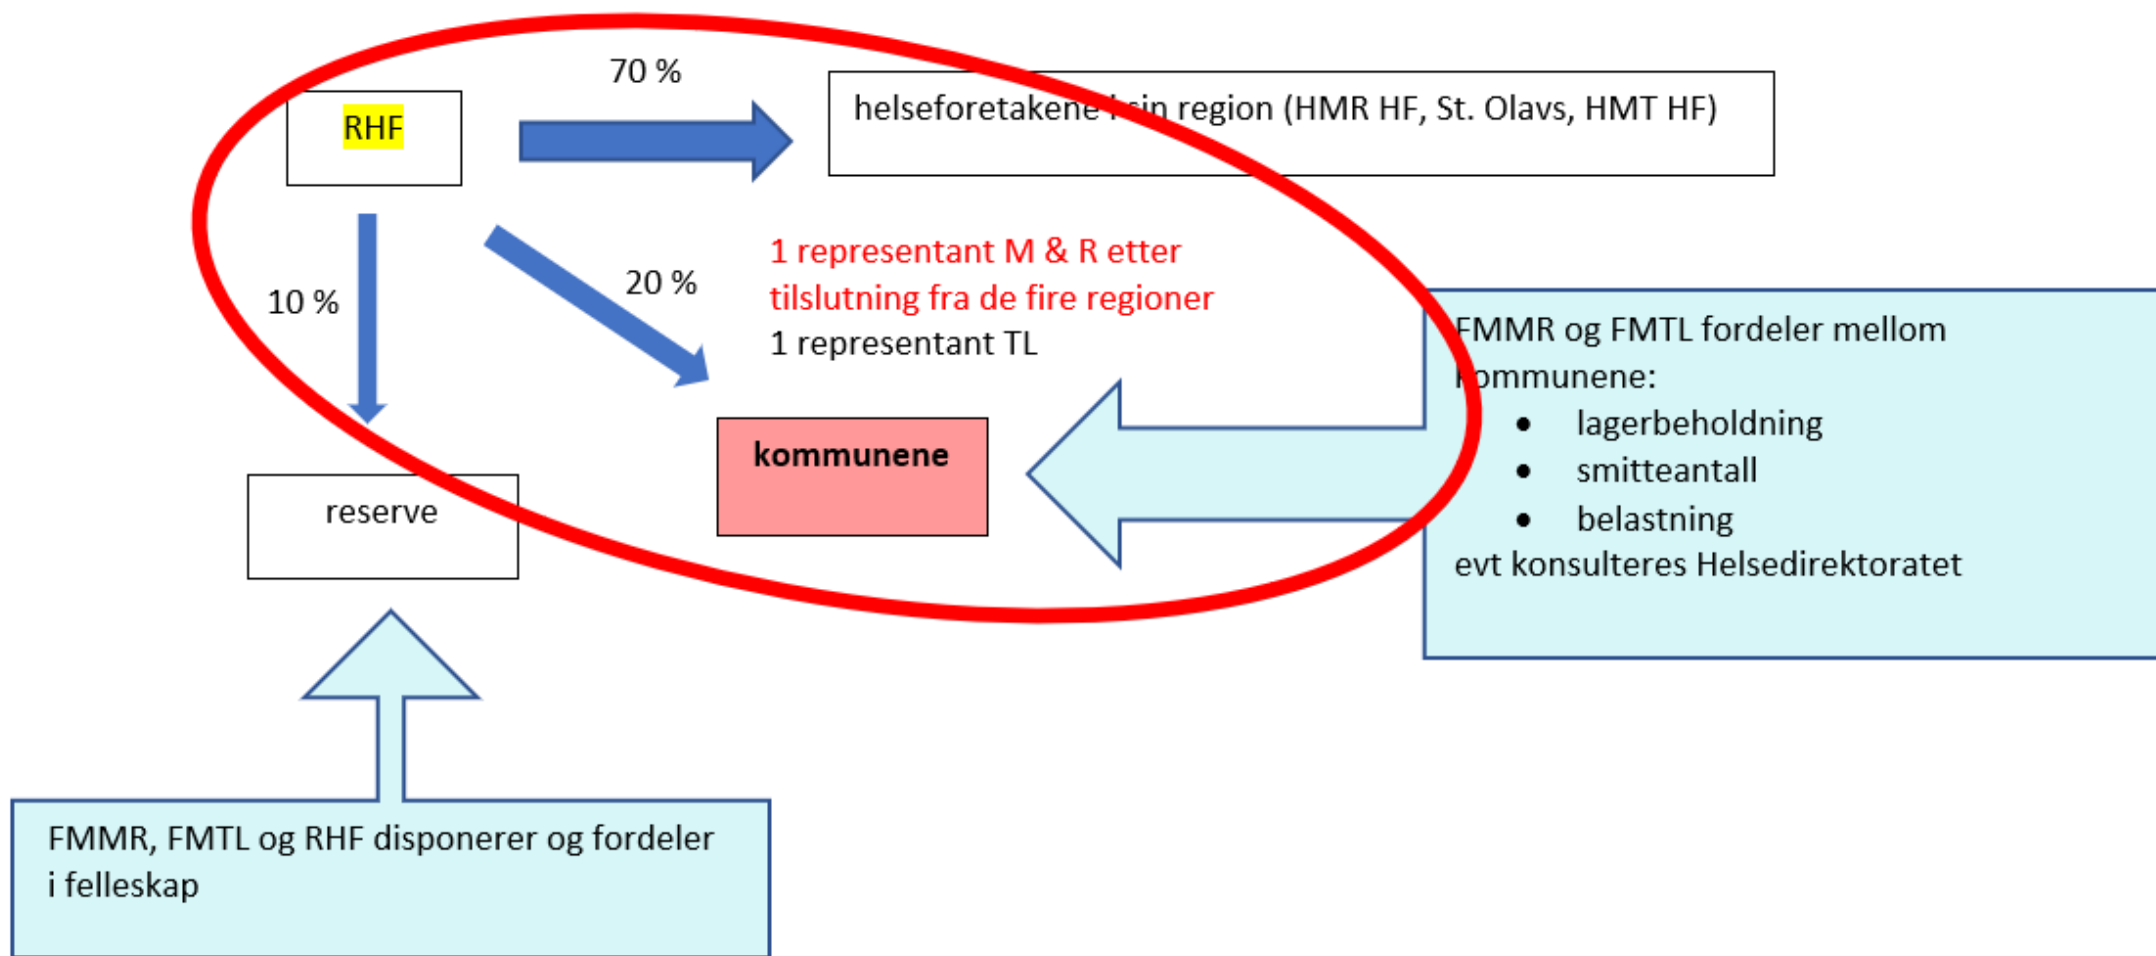 70 %
RHF
helseforetakene i sin region (HMR HF, St. Olavs, HMT HF)
1 representant M & R etter
tilslutning fra de fire regioner
1 representant TL
20 %
10 %
FMMR og FMTL fordeler mellom
kommunene:
• lagerbeholdning
• smitteantall
• belastning
evt konsulteres Helsedirektoratet
kommunene
reserve
FMMR, FMTL og RHF disponerer og fordeler
i felleskap